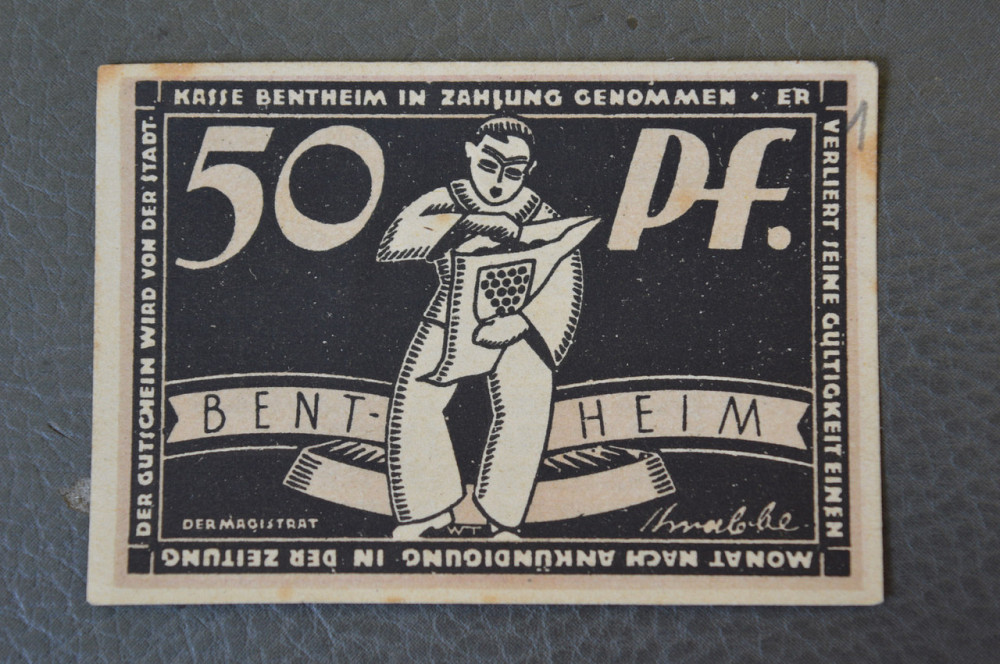 DER GUTSCHEIN WIRD VON DER STADT-
KASSE BENTHEIM IN ZAHLUNG GENOMMEN · ER
VERLIERT SEINE GÜLTIGKEIT EINEN
MONAT NACH ANKÜNDIGUNG IN DER ZEITUNG
50 Pf.
BENT-HEIM
DER MAGISTRAT
WT
1